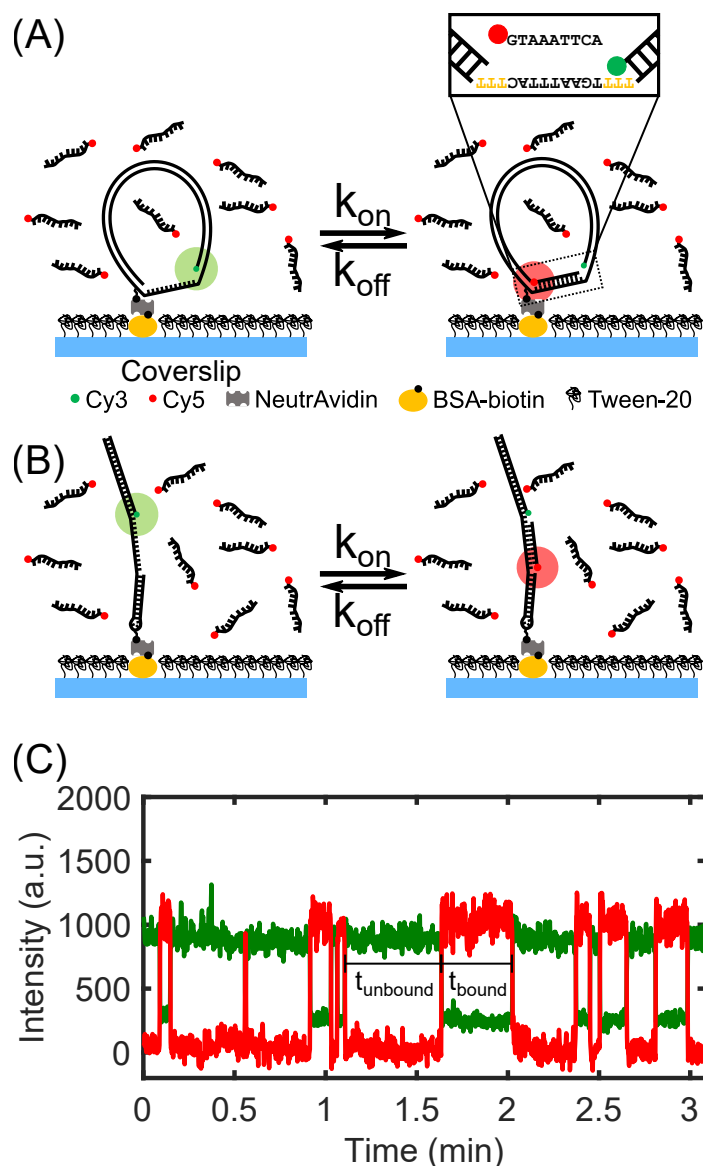 (A)
GTAAATTCA
TTTTGAATTTACTTT
k_on
k_off
Coverslip
Cy3 Cy5 NeutrAvidin BSA-biotin Tween-20
(B)
k_on
k_off
(C)
Intensity (a.u.)
2000
1500
1000
500
0
t_unbound t_bound
0 0.5 1 1.5 2 2.5 3
Time (min)